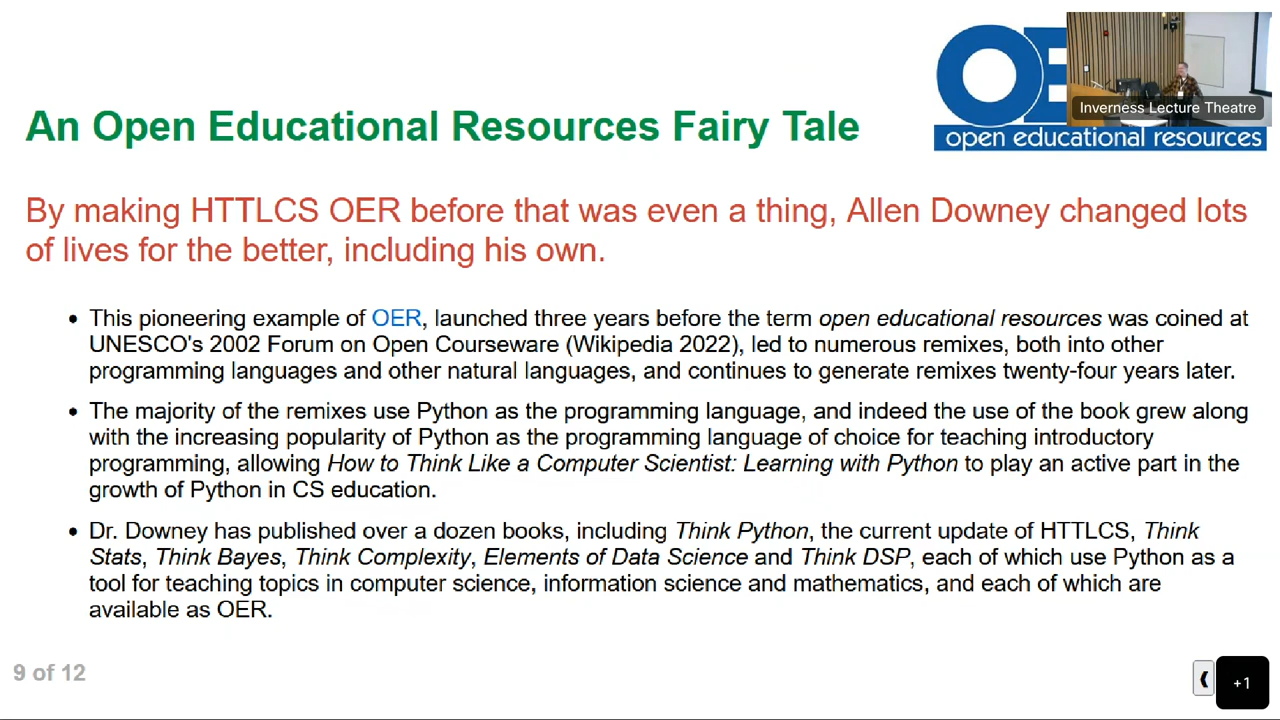 OE
Inverness Lecture Theatre
An Open Educational Resources Fairy Tale
open educational resources
By making HTTLCS OER before that was even a thing, Allen Downey changed lots
of lives for the better, including his own.
• This pioneering example of OER, launched three years before the term open educational resources was coined at
UNESCO's 2002 Forum on Open Courseware (Wikipedia 2022), led to numerous remixes, both into other
programming languages and other natural languages, and continues to generate remixes twenty-four years later.
• The majority of the remixes use Python as the programming language, and indeed the use of the book grew along
with the increasing popularity of Python as the programming language of choice for teaching introductory
programming, allowing How to Think Like a Computer Scientist: Learning with Python to play an active part in the
growth of Python in CS education.
• Dr. Downey has published over a dozen books, including Think Python, the current update of HTTLCS, Think
Stats, Think Bayes, Think Complexity, Elements of Data Science and Think DSP, each of which use Python as a
tool for teaching topics in computer science, information science and mathematics, and each of which are
available as OER.
9 of 12
+1